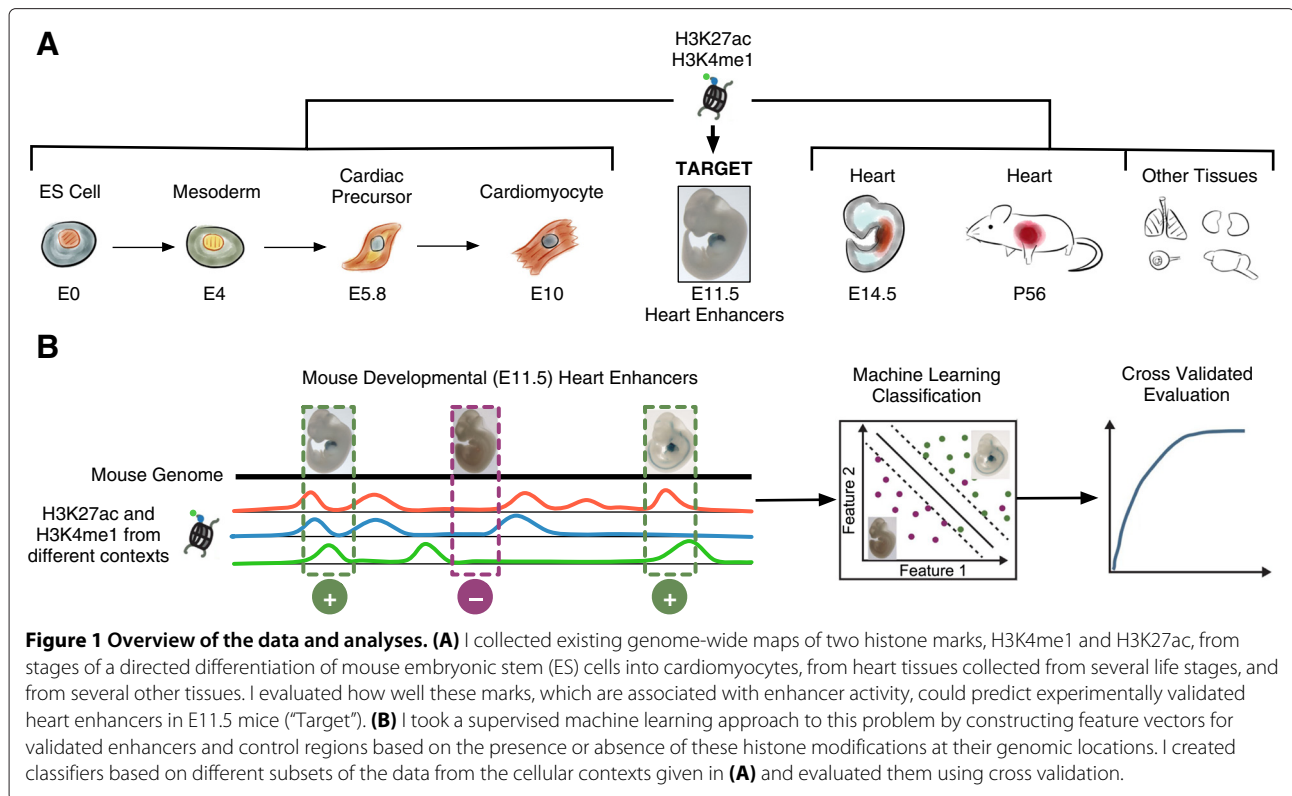 A
H3K27ac
H3K4me1
TARGET
ES Cell
Mesoderm
Cardiac
Precursor
Cardiomyocyte
Heart
Heart
Other Tissues
E0
E4
E5.8
E10
E11.5
Heart Enhancers
E14.5
P56
B
Mouse Developmental (E11.5) Heart Enhancers
Machine Learning
Classification
Cross Validated
Evaluation
Mouse Genome
H3K27ac and
H3K4me1 from
different contexts
+
−
+
Feature 2
Feature 1
Figure 1 Overview of the data and analyses. (A) I collected existing genome-wide maps of two histone marks, H3K4me1 and H3K27ac, from
stages of a directed differentiation of mouse embryonic stem (ES) cells into cardiomyocytes, from heart tissues collected from several life stages, and
from several other tissues. I evaluated how well these marks, which are associated with enhancer activity, could predict experimentally validated
heart enhancers in E11.5 mice (“Target”). (B) I took a supervised machine learning approach to this problem by constructing feature vectors for
validated enhancers and control regions based on the presence or absence of these histone modifications at their genomic locations. I created
classifiers based on different subsets of the data from the cellular contexts given in (A) and evaluated them using cross validation.